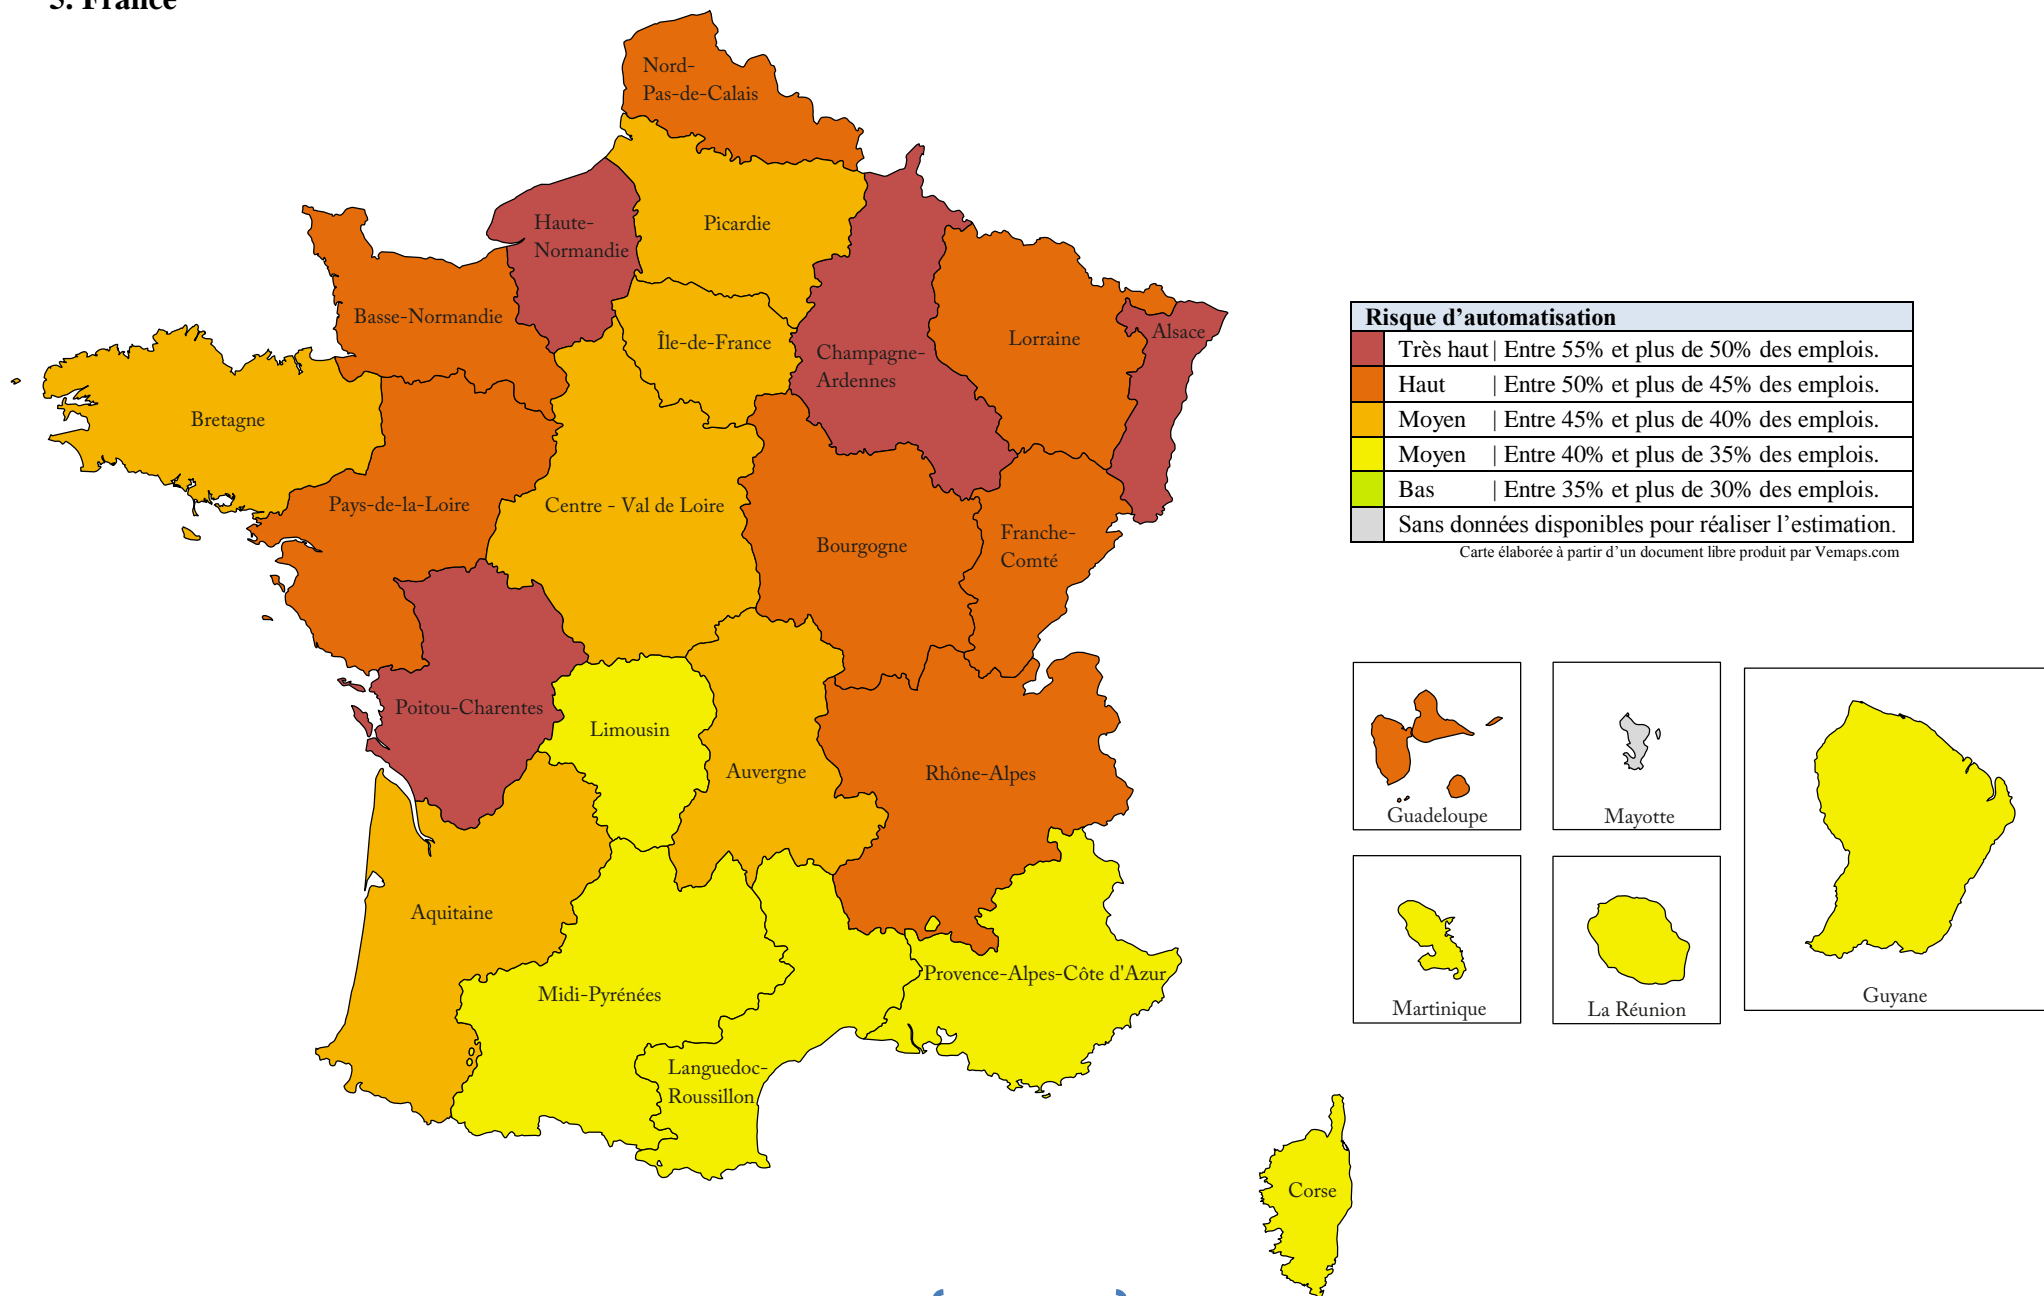 3. France
Nord-
Pas-de-Calais
Haute-
Normandie
Picardie
Basse-Normandie
Île-de-France
Champagne-
Ardennes
Lorraine
Alsace
Bretagne
Pays-de-la-Loire
Centre - Val de Loire
Bourgogne
Franche-
Comté
Poitou-Charentes
Limousin
Auvergne
Rhône-Alpes
Aquitaine
Midi-Pyrénées
Languedoc-
Roussillon
Provence-Alpes-Côte d'Azur
Corse
Risque d’automatisation
Très haut | Entre 55% et plus de 50% des emplois.
Haut | Entre 50% et plus de 45% des emplois.
Moyen | Entre 45% et plus de 40% des emplois.
Moyen | Entre 40% et plus de 35% des emplois.
Bas | Entre 35% et plus de 30% des emplois.
Sans données disponibles pour réaliser l’estimation.
Carte élaborée à partir d’un document libre produit par Vemaps.com
Guadeloupe
Mayotte
Martinique
La Réunion
Guyane